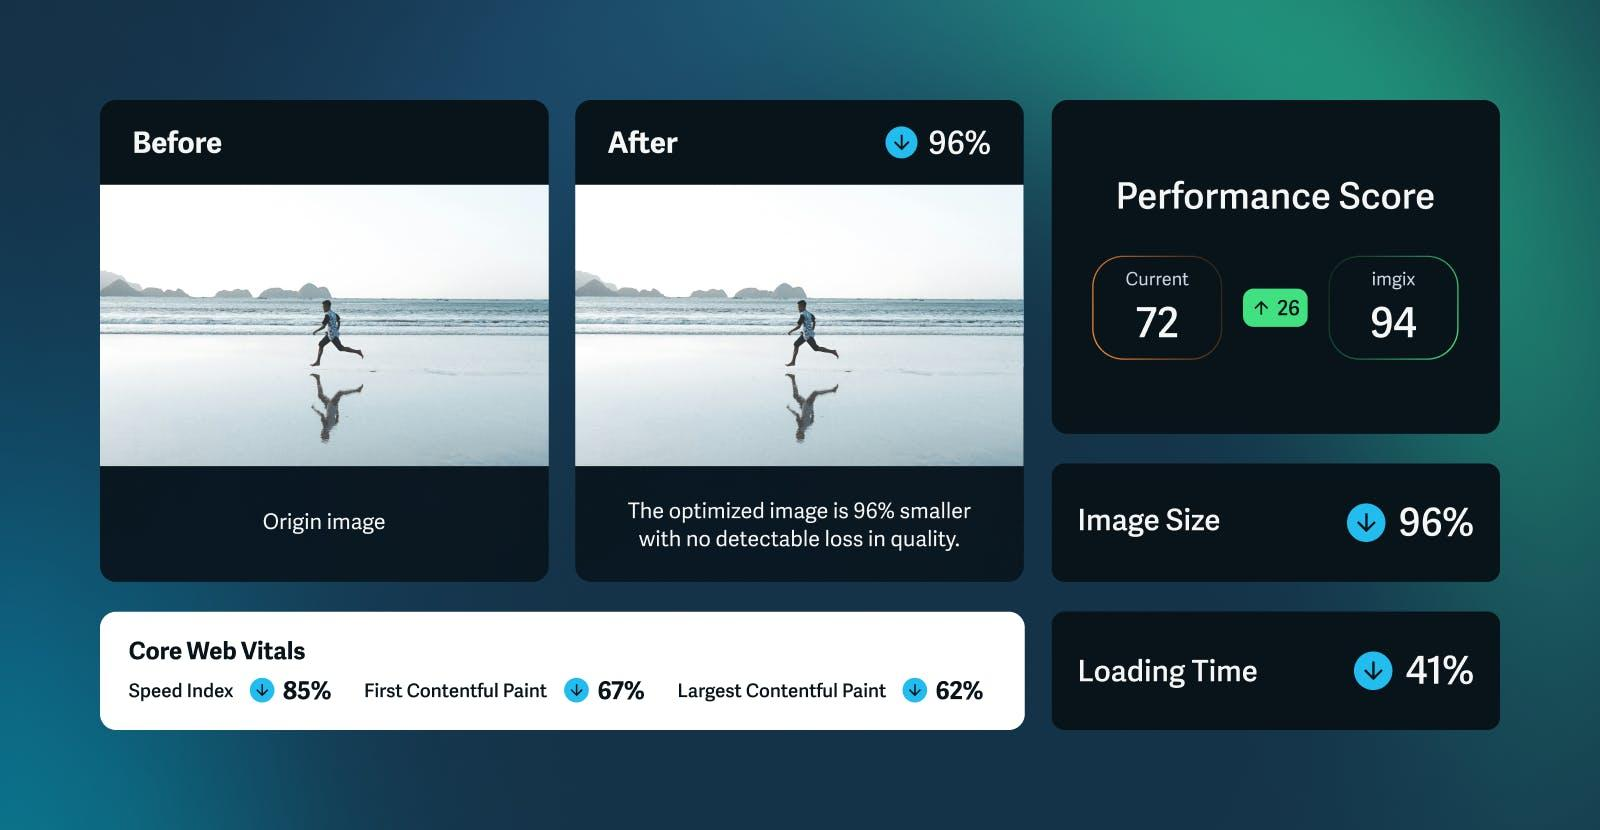 Before
Origin image
After
↓ 96%
The optimized image is 96% smaller
with no detectable loss in quality.
Performance Score
Current
72
↑ 26
imgix
94
Image Size ↓ 96%
Core Web Vitals
Speed Index ↓ 85% First Contentful Paint ↓ 67% Largest Contentful Paint ↓ 62%
Loading Time ↓ 41%